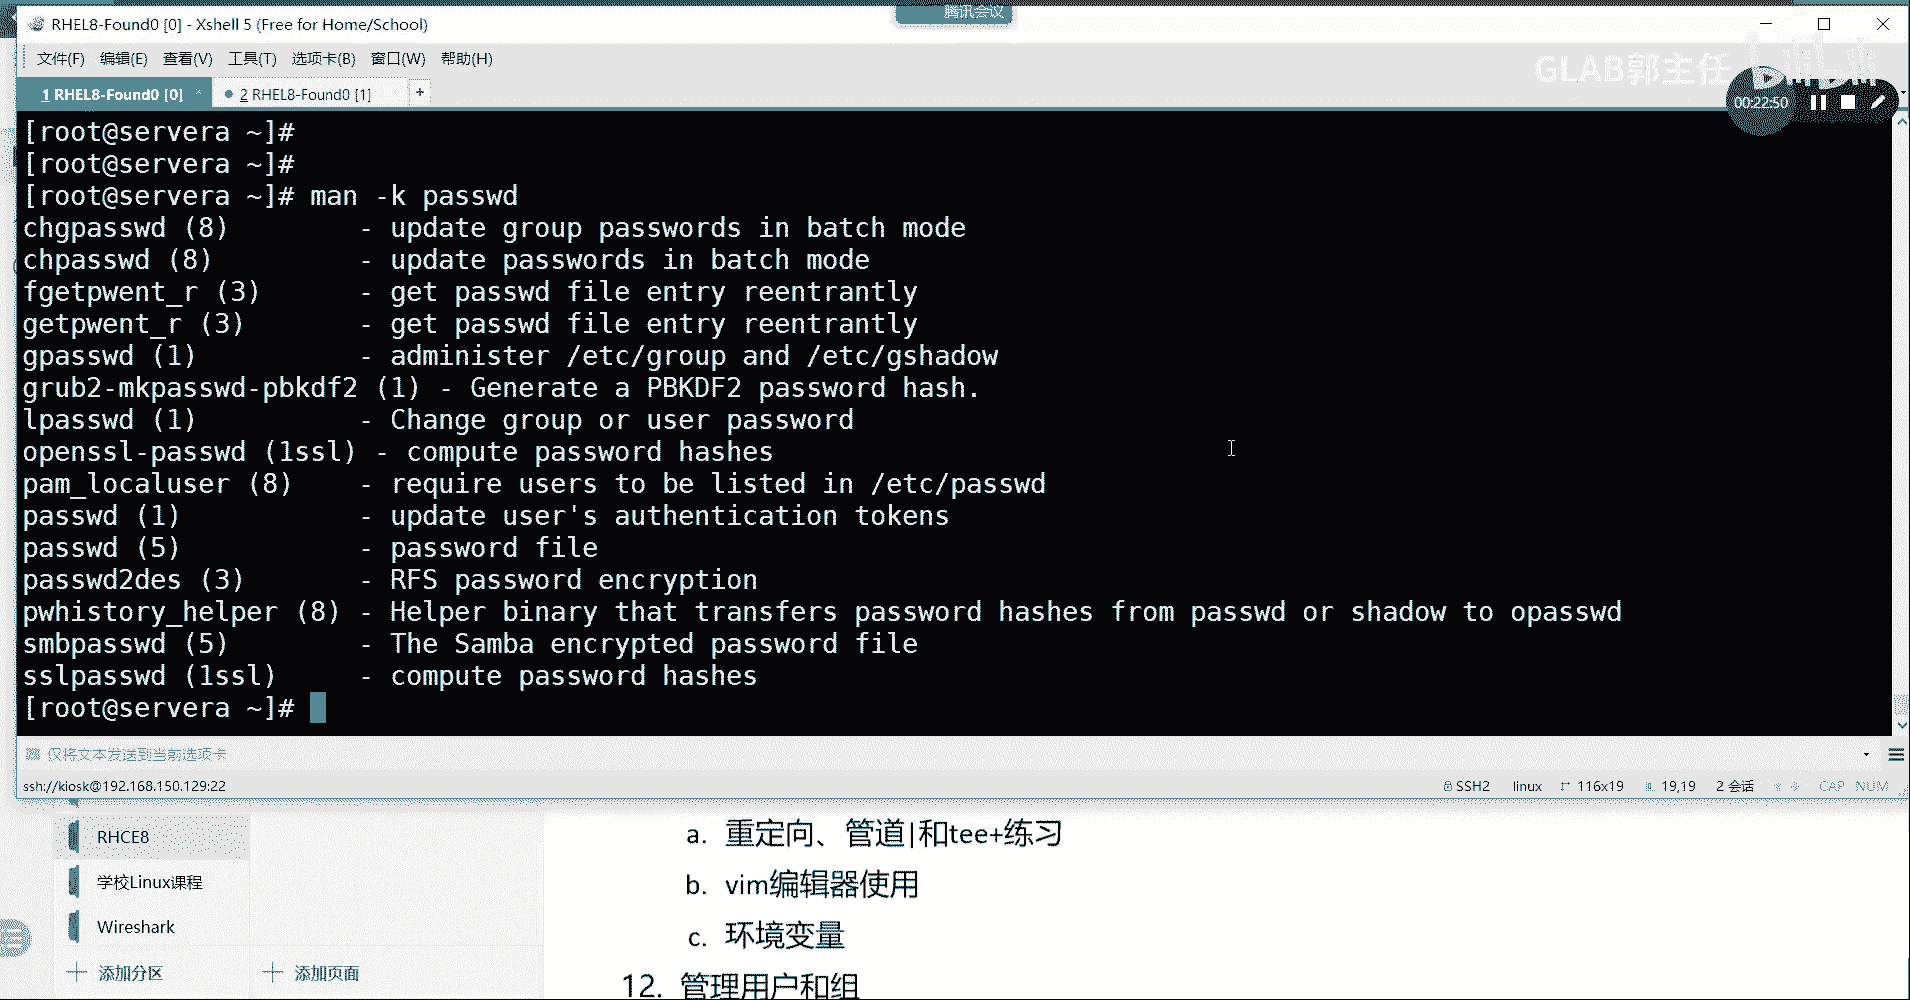 腾讯会议
RHEL8-Found0 [0] - Xshell 5 (Free for Home/School)
文件(F) 编辑(E) 查看(V) 工具(T) 选项卡(B) 窗口(W) 帮助(H)
GLAB郭主任 bilibili
1 RHEL8-Found0 [0] × 2 RHEL8-Found0 [1] +
00:22:50
[root@servera ~]#
[root@servera ~]#
[root@servera ~]# man -k passwd
chgpasswd (8) - update group passwords in batch mode
chpasswd (8) - update passwords in batch mode
fgetpwent_r (3) - get passwd file entry reentrantly
getpwent_r (3) - get passwd file entry reentrantly
gpasswd (1) - administer /etc/group and /etc/gshadow
grub2-mkpasswd-pbkdf2 (1) - Generate a PBKDF2 password hash.
lpasswd (1) - Change group or user password
openssl-passwd (1ssl) - compute password hashes
pam_localuser (8) - require users to be listed in /etc/passwd
passwd (1) - update user's authentication tokens
passwd (5) - password file
passwd2des (3) - RFS password encryption
pwhistory_helper (8) - Helper binary that transfers password hashes from passwd or shadow to opasswd
smbpasswd (5) - The Samba encrypted password file
sslpasswd (1ssl) - compute password hashes
[root@servera ~]#
仅将文本发送到当前选项卡
ssh://kiosk@192.168.150.129:22 SSH2 linux 116x19 19,19 2 会话 CAP NUM
RHCE8
学校Linux课程
Wireshark
添加分区 添加页面
a. 重定向、管道|和tee+练习
b. vim编辑器使用
c. 环境变量
12. 管理用户和组